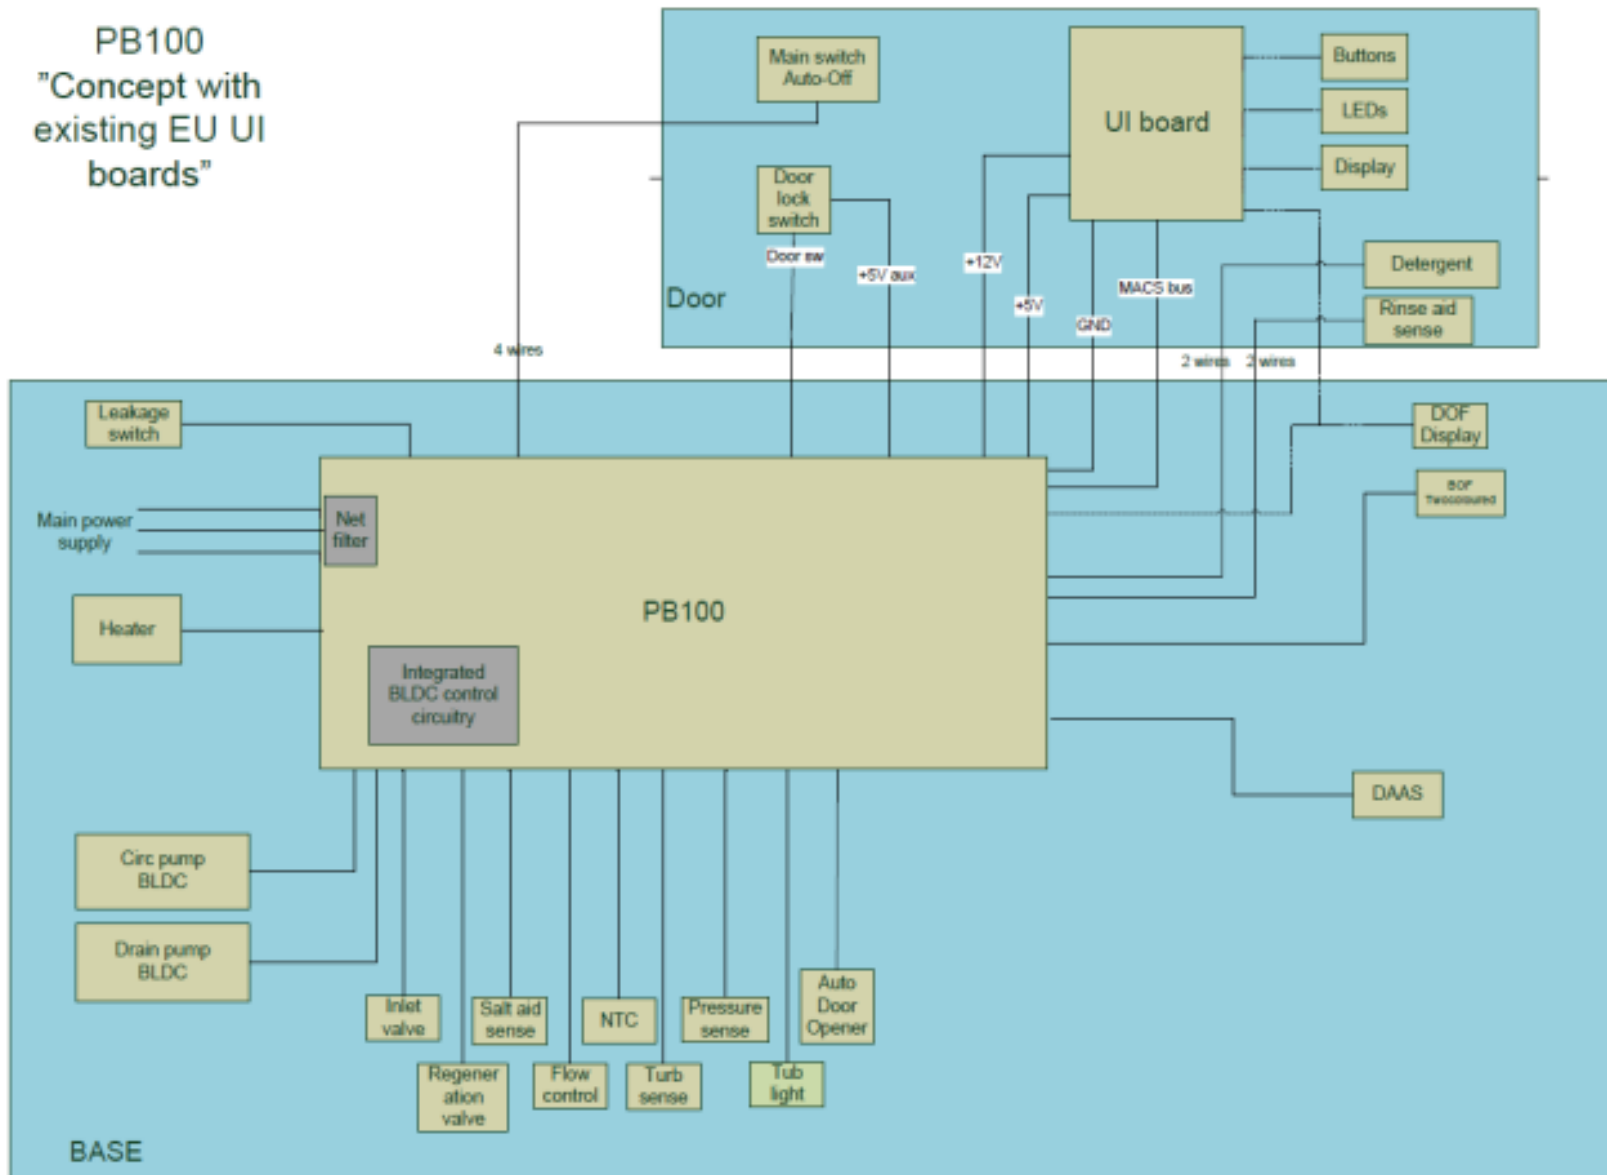 PB100
"Concept with
existing EU UI
boards"
Main switch
Auto-Off
UI board
Buttons
LEDs
Display
Door
lock
switch
Door sw
+5V aux
+12V
+5V
GND
MACS bus
Detergent
Rinse aid
sense
Door
4 wires
2 wires
2 wires
Leakage
switch
DOF
Display
BOF
Twocoloured
Main power
supply
Net
filter
PB100
Heater
Integrated
BLDC control
circuitry
DAAS
Circ pump
BLDC
Drain pump
BLDC
Inlet
valve
Salt aid
sense
NTC
Pressure
sense
Auto
Door
Opener
Regener
ation
valve
Flow
control
Turb
sense
Tub
light
BASE